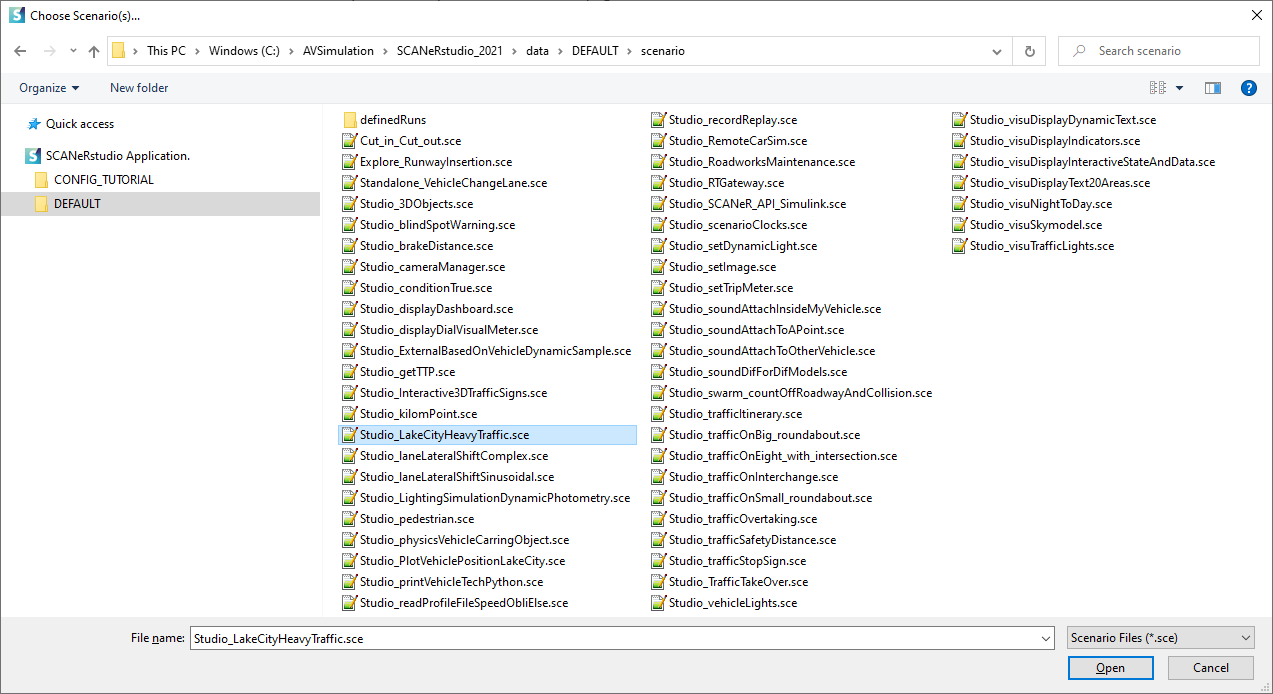 Choose Scenario(s)...
This PC > Windows (C:) > AVSimulation > SCANeRstudio_2021 > data > DEFAULT > scenario
Search scenario
Organize
New folder
Quick access
SCANeRstudio Application.
CONFIG_TUTORIAL
DEFAULT
definedRuns
Cut_in_Cut_out.sce
Explore_RunwayInsertion.sce
Standalone_VehicleChangeLane.sce
Studio_3DObjects.sce
Studio_blindSpotWarning.sce
Studio_brakeDistance.sce
Studio_cameraManager.sce
Studio_conditionTrue.sce
Studio_displayDashboard.sce
Studio_displayDialVisualMeter.sce
Studio_ExternalBasedOnVehicleDynamicSample.sce
Studio_getTTP.sce
Studio_Interactive3DTrafficSigns.sce
Studio_kilomPoint.sce
Studio_LakeCityHeavyTraffic.sce
Studio_laneLateralShiftComplex.sce
Studio_laneLateralShiftSinusoidal.sce
Studio_LightingSimulationDynamicPhotometry.sce
Studio_pedestrian.sce
Studio_physicsVehicleCarringObject.sce
Studio_PlotVehiclePositionLakeCity.sce
Studio_printVehicleTechPython.sce
Studio_readProfileFileSpeedObliElse.sce
Studio_recordReplay.sce
Studio_RemoteCarSim.sce
Studio_RoadworksMaintenance.sce
Studio_RTGateway.sce
Studio_SCANeR_API_Simulink.sce
Studio_scenarioClocks.sce
Studio_setDynamicLight.sce
Studio_setImage.sce
Studio_setTripMeter.sce
Studio_soundAttachInsideMyVehicle.sce
Studio_soundAttachToAPoint.sce
Studio_soundAttachToOtherVehicle.sce
Studio_soundDifForDifModels.sce
Studio_swarm_countOffRoadwayAndCollision.sce
Studio_trafficItinerary.sce
Studio_trafficOnBig_roundabout.sce
Studio_trafficOnEight_with_intersection.sce
Studio_trafficOnInterchange.sce
Studio_trafficOnSmall_roundabout.sce
Studio_trafficOvertaking.sce
Studio_trafficSafetyDistance.sce
Studio_trafficStopSign.sce
Studio_TrafficTakeOver.sce
Studio_vehicleLights.sce
Studio_visuDisplayDynamicText.sce
Studio_visuDisplayIndicators.sce
Studio_visuDisplayInteractiveStateAndData.sce
Studio_visuDisplayText20Areas.sce
Studio_visuNightToDay.sce
Studio_visuSkymodel.sce
Studio_visuTrafficLights.sce
File name:
Studio_LakeCityHeavyTraffic.sce
Scenario Files (*.sce)
Open
Cancel